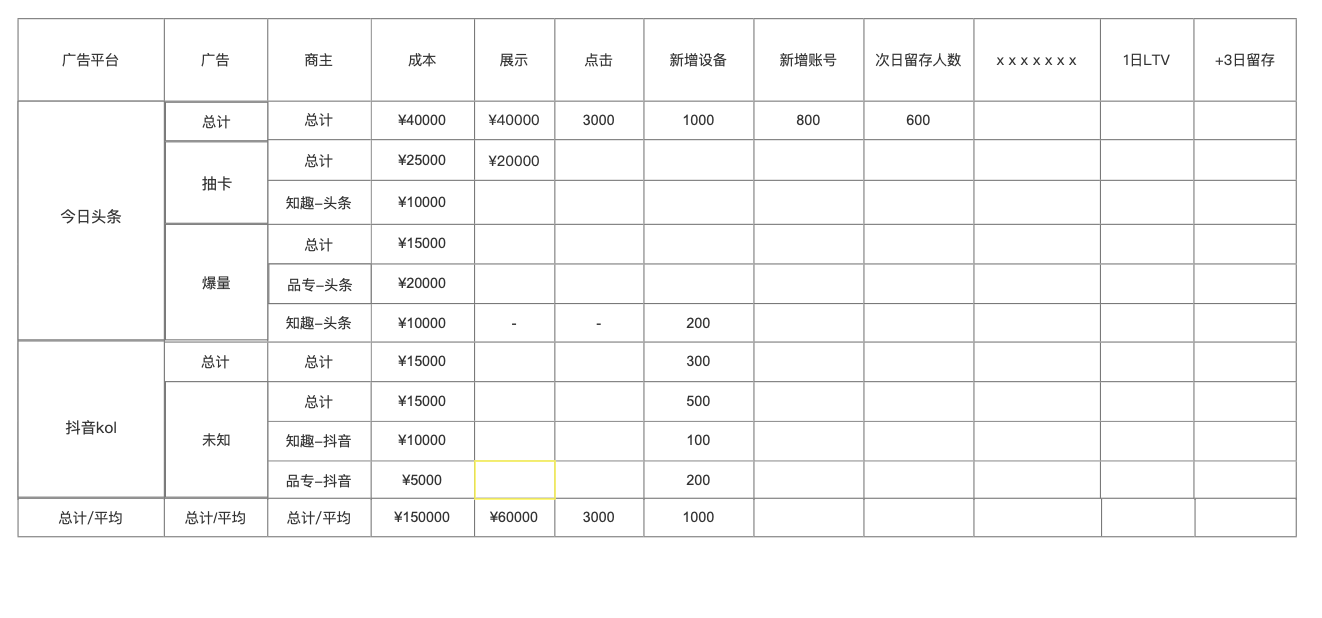 广告平台 广告 商主 成本 展示 点击 新增设备 新增账号 次日留存人数 xxxxxxx 1日LTV +3日留存
今日头条 总计 总计 ¥40000 ¥40000 3000 1000 800 600
抽卡 总计 ¥25000 ¥20000
知趣-头条 ¥10000
爆量 总计 ¥15000
品专-头条 ¥20000
知趣-头条 ¥10000 - - 200
抖音kol 总计 总计 ¥15000 300
未知 总计 ¥15000 500
知趣-抖音 ¥10000 100
品专-抖音 ¥5000 200
总计/平均 总计/平均 总计/平均 ¥150000 ¥60000 3000 1000